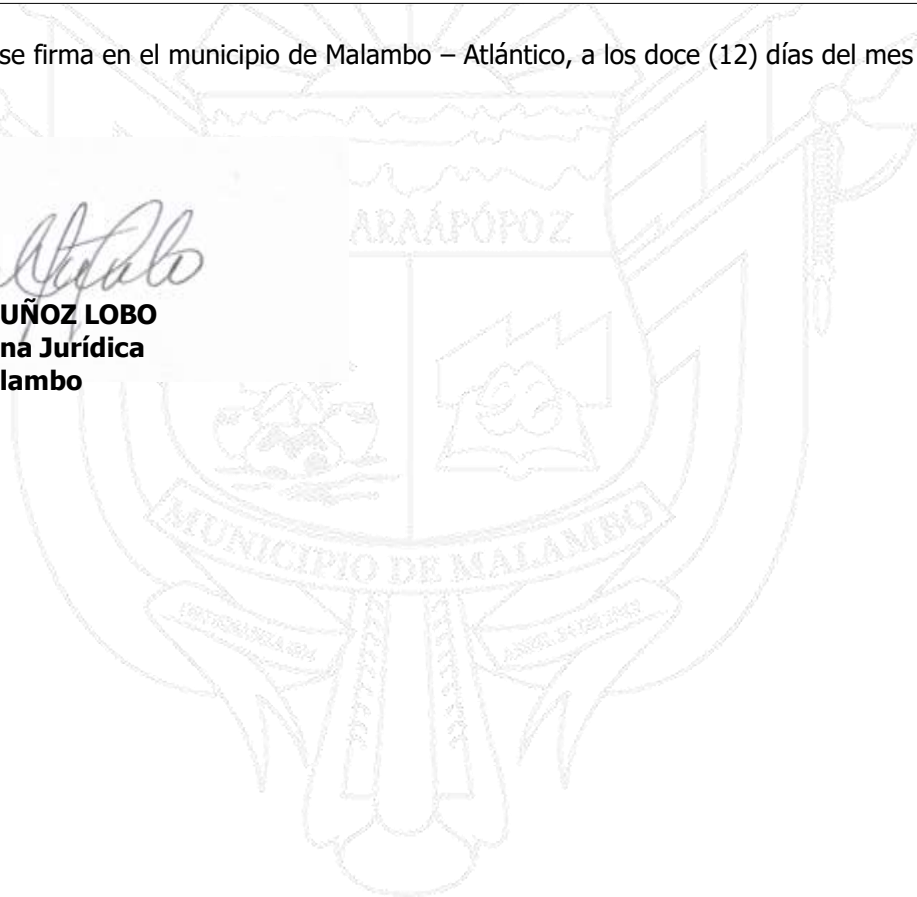 se firma en el municipio de Malambo – Atlántico, a los doce (12) días del mes
ARAÁPÓPOZ
UÑOZ LOBO
na Jurídica
lambo
MUNICIPIO DE MALAMBO